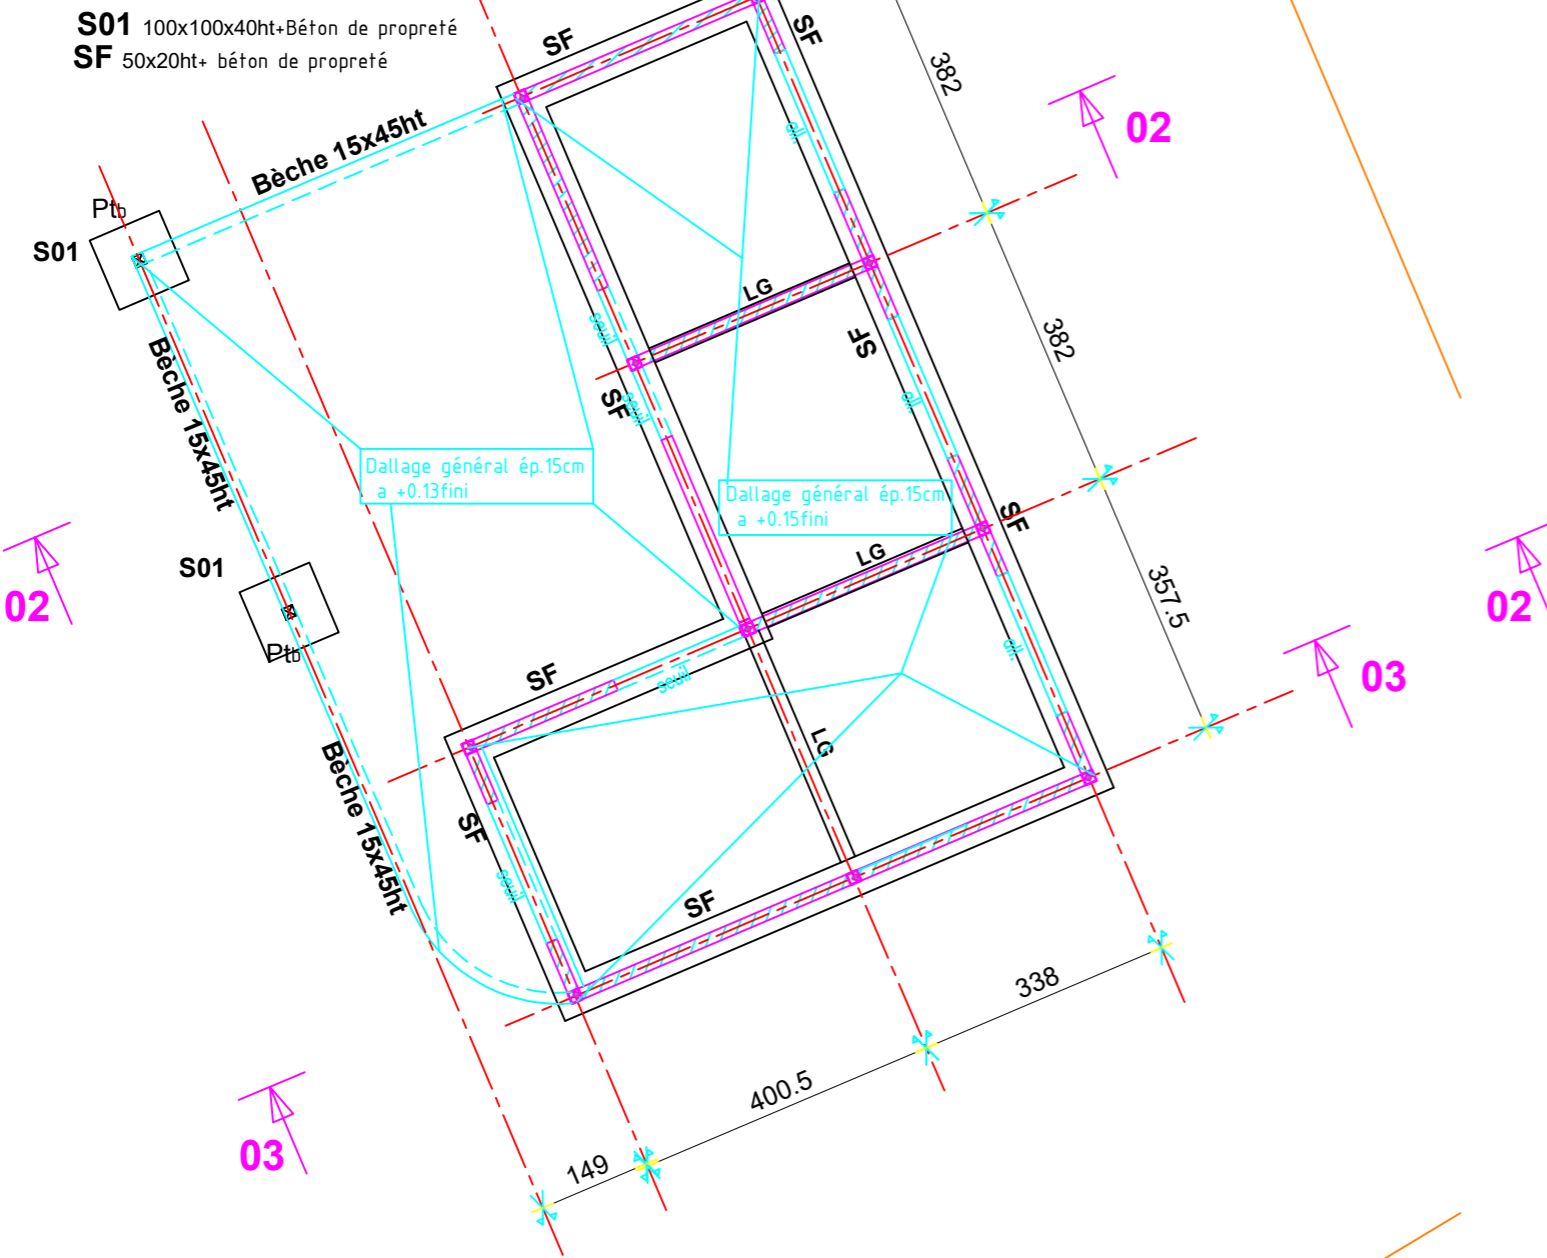 S01 100x100x40ht+Béton de propreté
SF 50x20ht+ béton de propreté
SF
SF
382
02
Bèche 15x45ht
all.
Ptb
S01
LG
seuil
SF
382
Bèche 15x45ht
SF
seuil
all.
Dallage général ép.15cm
a +0.13fini
Dallage général ép.15cm
a +0.15fini
SF
LG
S01
02
02
357.5
Ptb
SF
seuil
all.
03
LG
Bèche 15x45ht
SF
seuil
SF
338
400.5
03
149